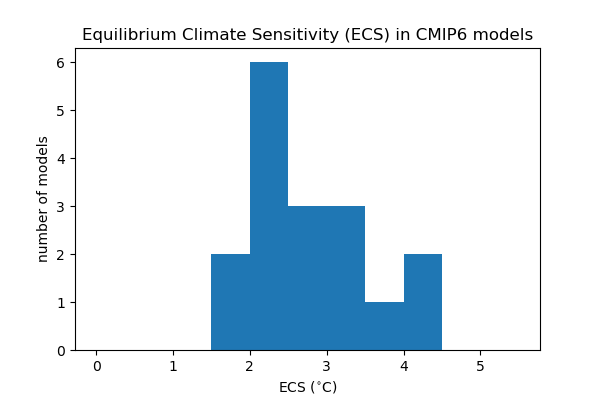 Equilibrium Climate Sensitivity (ECS) in CMIP6 models
number of models
6
5
4
3
2
1
0
0 1 2 3 4 5
ECS (°C)